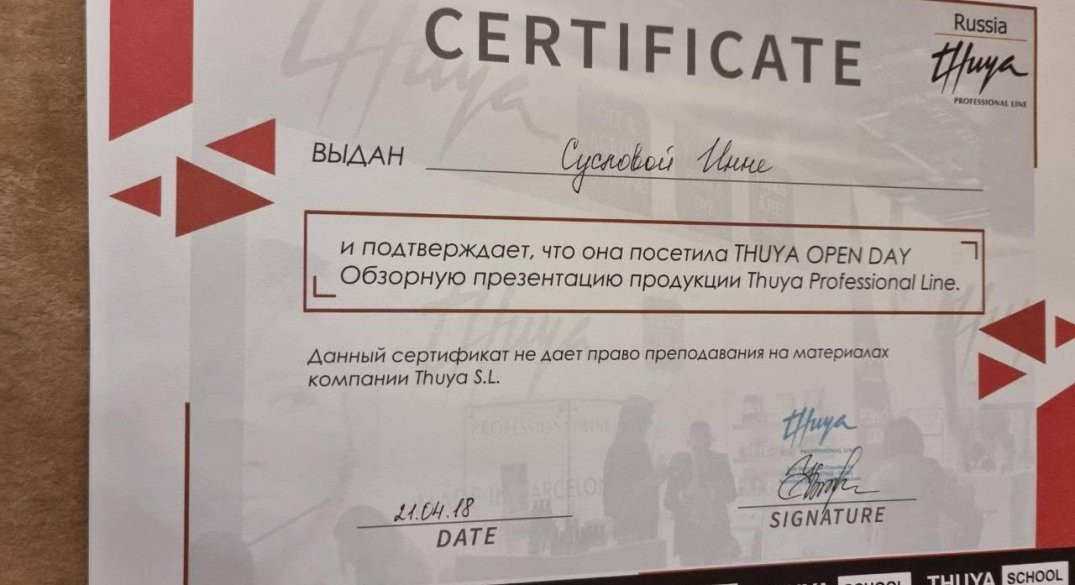 CERTIFICATE
Russia
thuya
PROFESSIONAL LINE
ВЫДАН Сусловой Инне
и подтверждает, что она посетила THUYA OPEN DAY
Обзорную презентацию продукции Thuya Professional Line.
Данный сертификат не дает право преподавания на материалах
компании Thuya S.L.
thuya
PROFESSIONAL LINE
21.04.18
DATE
SIGNATURE
SCHOOL THUYA SCHOOL